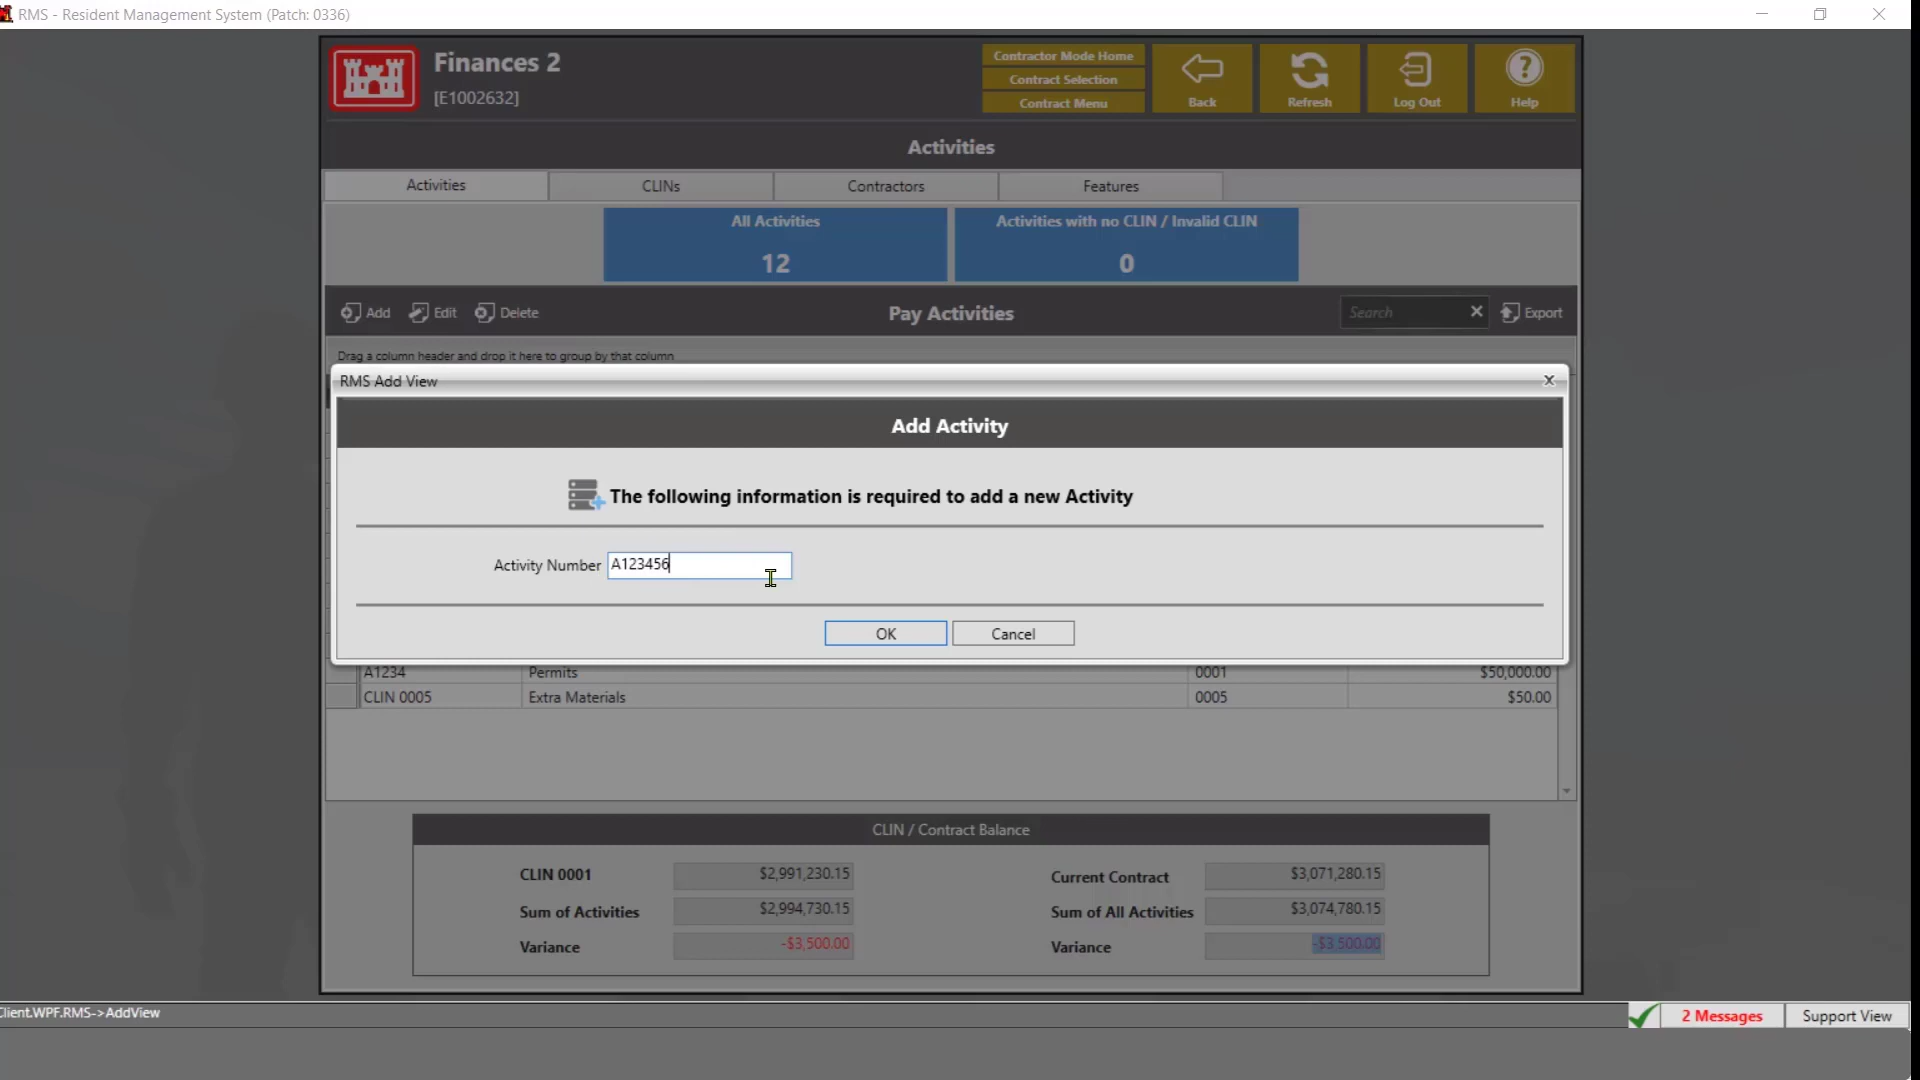 RMS - Resident Management System (Patch: 0336)
Finances 2
[E1002632]
Contractor Mode Home
Contract Selection
Contract Menu
Back
Refresh
Log Out
Help
Activities
Activities CLINs Contractors Features
All Activities
12
Activities with no CLIN / Invalid CLIN
0
Add Edit Delete Pay Activities Search Export
Drag a column header and drop it here to group by that column
RMS Add View
Add Activity
The following information is required to add a new Activity
Activity Number A123456
OK Cancel
A1234 Permits 0001 $50,000.00
CLIN 0005 Extra Materials 0005 $50.00
CLIN / Contract Balance
CLIN 0001 $2,991,230.15 Current Contract $3,071,280.15
Sum of Activities $2,994,730.15 Sum of All Activities $3,074,780.15
Variance -$3,500.00 Variance -$3,500.00
Client.WPF.RMS->AddView 2 Messages Support View